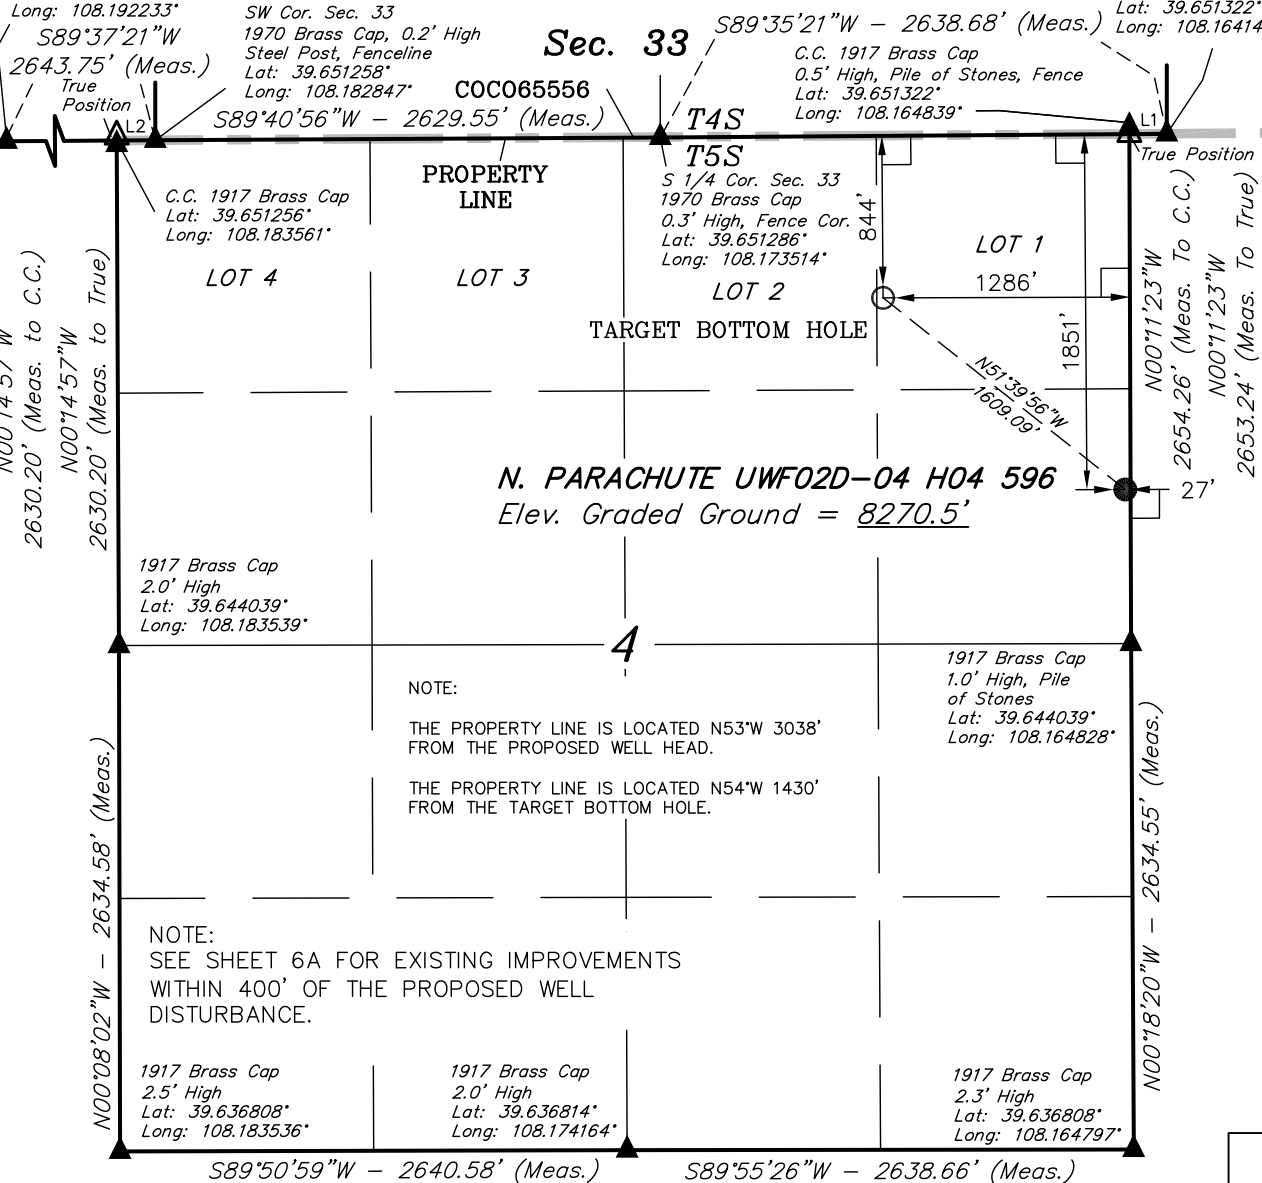 Long: 108.192233°
S89°37'21"W
2643.75' (Meas.)
True
Position
L2
SW Cor. Sec. 33
1970 Brass Cap, 0.2' High
Steel Post, Fenceline
Lat: 39.651258°
Long: 108.182847°
S89°40'56"W - 2629.55' (Meas.)
Sec. 33
COC065556
S89°35'21"W - 2638.68' (Meas.)
Lat: 39.651322°
Long: 108.16414
C.C. 1917 Brass Cap
0.5' High, Pile of Stones, Fence
Lat: 39.651322°
Long: 108.164839°
L1
True Position
T4S
T5S
PROPERTY
LINE
S 1/4 Cor. Sec. 33
1970 Brass Cap
0.3' High, Fence Cor.
Lat: 39.651286°
Long: 108.173514°
C.C. 1917 Brass Cap
Lat: 39.651256°
Long: 108.183561°
LOT 4
LOT 3
LOT 2
LOT 1
844'
1286'
1851'
TARGET BOTTOM HOLE
N51°39'56"W
1609.09'
N00°14'57"W
2630.20' (Meas. to C.C.)
N00°14'57"W
2630.20' (Meas. to True)
N00°11'23"W
2654.26' (Meas. To C.C.)
N00°11'23"W
2653.24' (Meas. To True)
N. PARACHUTE UWF02D-04 H04 596
Elev. Graded Ground = 8270.5'
27'
1917 Brass Cap
2.0' High
Lat: 39.644039°
Long: 108.183539°
4
1917 Brass Cap
1.0' High, Pile
of Stones
Lat: 39.644039°
Long: 108.164828°
NOTE:
THE PROPERTY LINE IS LOCATED N53°W 3038'
FROM THE PROPOSED WELL HEAD.
THE PROPERTY LINE IS LOCATED N54°W 1430'
FROM THE TARGET BOTTOM HOLE.
N00°08'02"W - 2634.58' (Meas.)
N00°18'20"W - 2634.55' (Meas.)
NOTE:
SEE SHEET 6A FOR EXISTING IMPROVEMENTS
WITHIN 400' OF THE PROPOSED WELL
DISTURBANCE.
1917 Brass Cap
2.5' High
Lat: 39.636808°
Long: 108.183536°
1917 Brass Cap
2.0' High
Lat: 39.636814°
Long: 108.174164°
1917 Brass Cap
2.3' High
Lat: 39.636808°
Long: 108.164797°
S89°50'59"W - 2640.58' (Meas.)
S89°55'26"W - 2638.66' (Meas.)